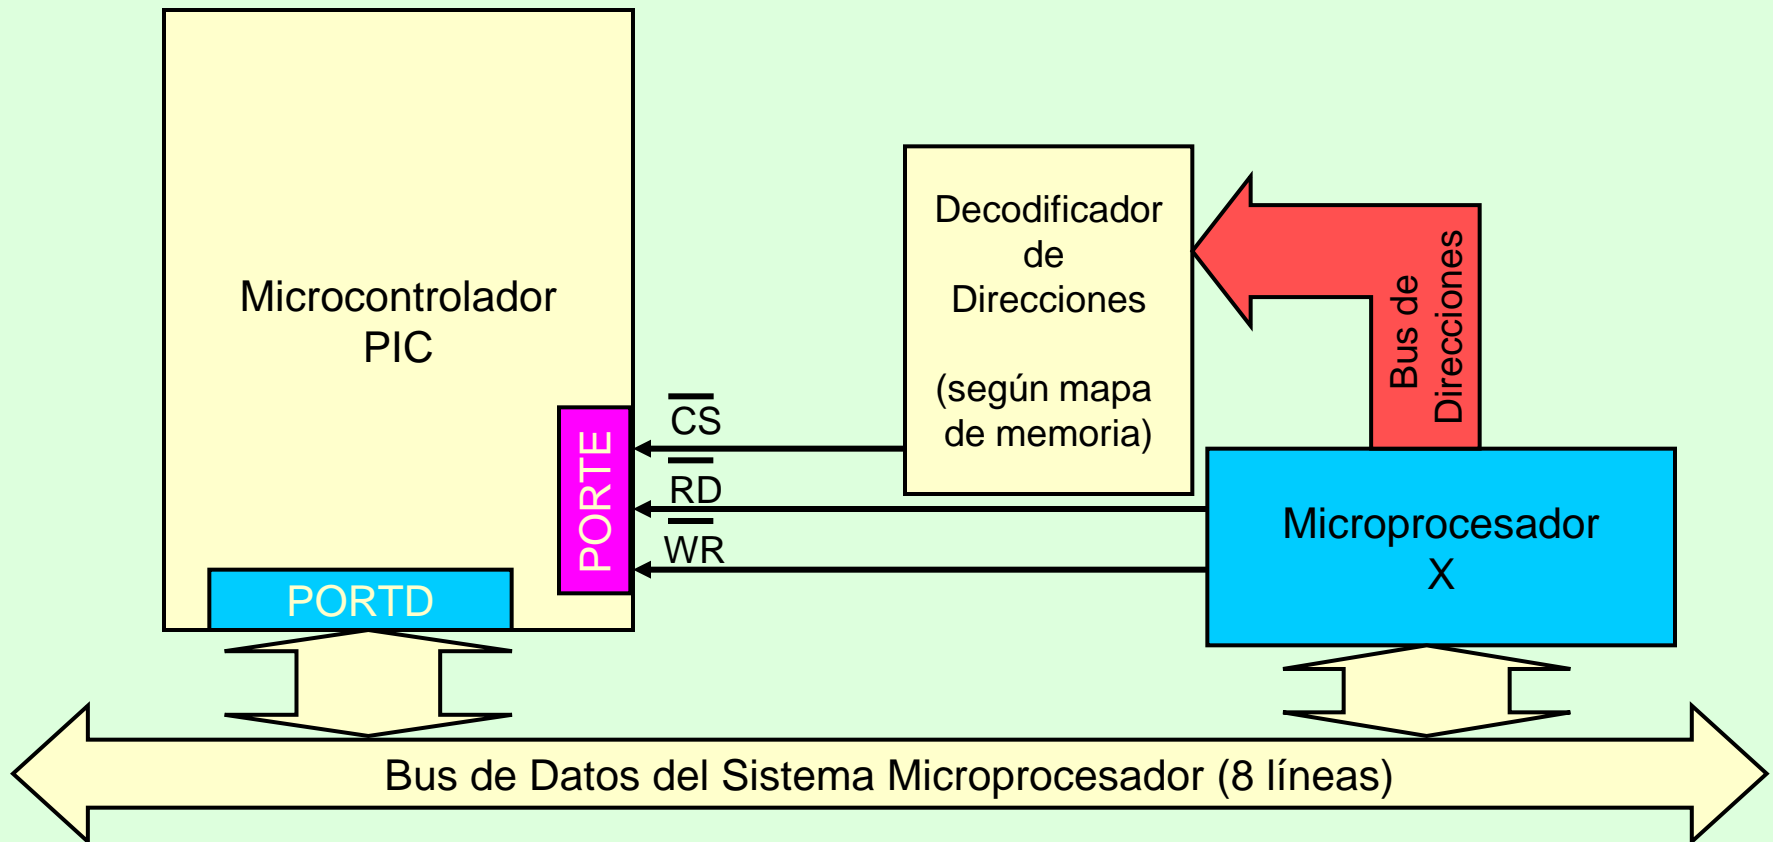 Microcontrolador
PIC
PORTE
PORTD
CS
RD
WR
Decodificador
de
Direcciones
(según mapa
de memoria)
Bus de
Direcciones
Microprocesador
X
Bus de Datos del Sistema Microprocesador (8 líneas)